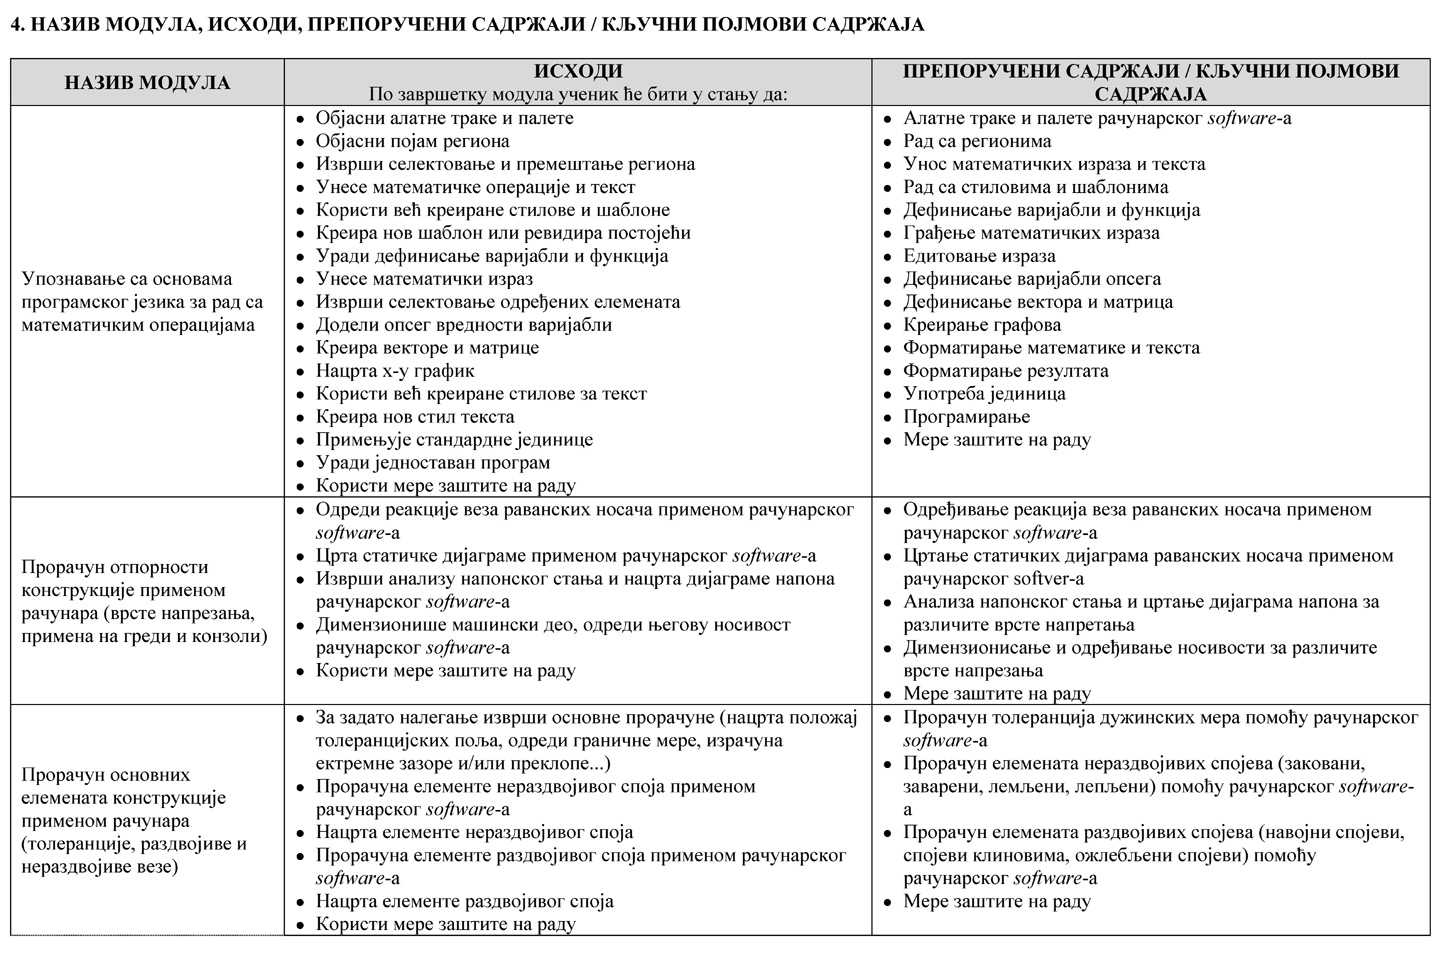 4. НАЗИВ МОДУЛА, ИСХОДИ, ПРЕПОРУЧЕНИ САДРЖАЈИ / КЉУЧНИ ПОЈМОВИ САДРЖАЈА
НАЗИВ МОДУЛА
ИСХОДИ
По завршетку модула ученик ће бити у стању да:
ПРЕПОРУЧЕНИ САДРЖАЈИ / КЉУЧНИ ПОЈМОВИ
САДРЖАЈА
Упознавање са основама
програмског језика за рад са
математичким операцијама
• Објасни алатне траке и палете
• Објасни појам региона
• Изврши селектовање и премештање региона
• Унесе математичке операције и текст
• Користи већ креиране стилове и шаблоне
• Креира нов шаблон или ревидира постојећи
• Уради дефинисање варијабли и функција
• Унесе математички израз
• Изврши селектовање одређених елемената
• Додели опсег вредности варијабли
• Креира векторе и матрице
• Нацрта х-у график
• Користи већ креиране стилове за текст
• Креира нов стил текста
• Примењује стандардне јединице
• Уради једноставан програм
• Користи мере заштите на раду
• Алатне траке и палете рачунарског software-а
• Рад са регионима
• Унос математичких израза и текста
• Рад са стиловима и шаблонима
• Дефинисање варијабли и функција
• Грађење математичких израза
• Едитовање израза
• Дефинисање варијабли опсега
• Дефинисање вектора и матрица
• Креирање графова
• Форматирање математике и текста
• Форматирање резултата
• Употреба јединица
• Програмирање
• Мере заштите на раду
Прорачун отпорности
конструкције применом
рачунара (врсте напрезања,
примена на греди и конзоли)
• Одреди реакције веза раванских носача применом рачунарског
software-а
• Црта статичке дијаграме применом рачунарског software-а
• Изврши анализу напонског стања и нацрта дијаграме напона
рачунарског software-а
• Димензионише машински део, одреди његову носивост
рачунарског software-а
• Користи мере заштите на раду
• Одређивање реакција веза раванских носача применом
рачунарског software-а
• Цртање статичких дијаграма раванских носача применом
рачунарског softver-а
• Анализа напонског стања и цртање дијаграма напона за
различите врсте напретања
• Димензионисање и одређивање носивости за различите
врсте напрезања
• Мере заштите на раду
Прорачун основних
елемената конструкције
применом рачунара
(толеранције, раздвојиве и
нераздвојиве везе)
• За задато налегање изврши основне прорачуне (нацрта положај
толеранцијских поља, одреди граничне мере, израчуна
ектремне зазоре и/или преклопе...)
• Прорачуна елементе нераздвојивог споја применом
рачунарског software-а
• Нацрта елементе нераздвојивог споја
• Прорачуна елементе раздвојивог споја применом рачунарског
software-а
• Нацрта елементе раздвојивог споја
• Користи мере заштите на раду
• Прорачун толеранција дужинских мера помоћу рачунарског
software-а
• Прорачун елемената нераздвојивих спојева (заковани,
заварени, лемљени, лепљени) помоћу рачунарског software-
а
• Прорачун елемената раздвојивих спојева (навојни спојеви,
спојеви клиновима, ожлебљени спојеви) помоћу
рачунарског software-а
• Мере заштите на раду